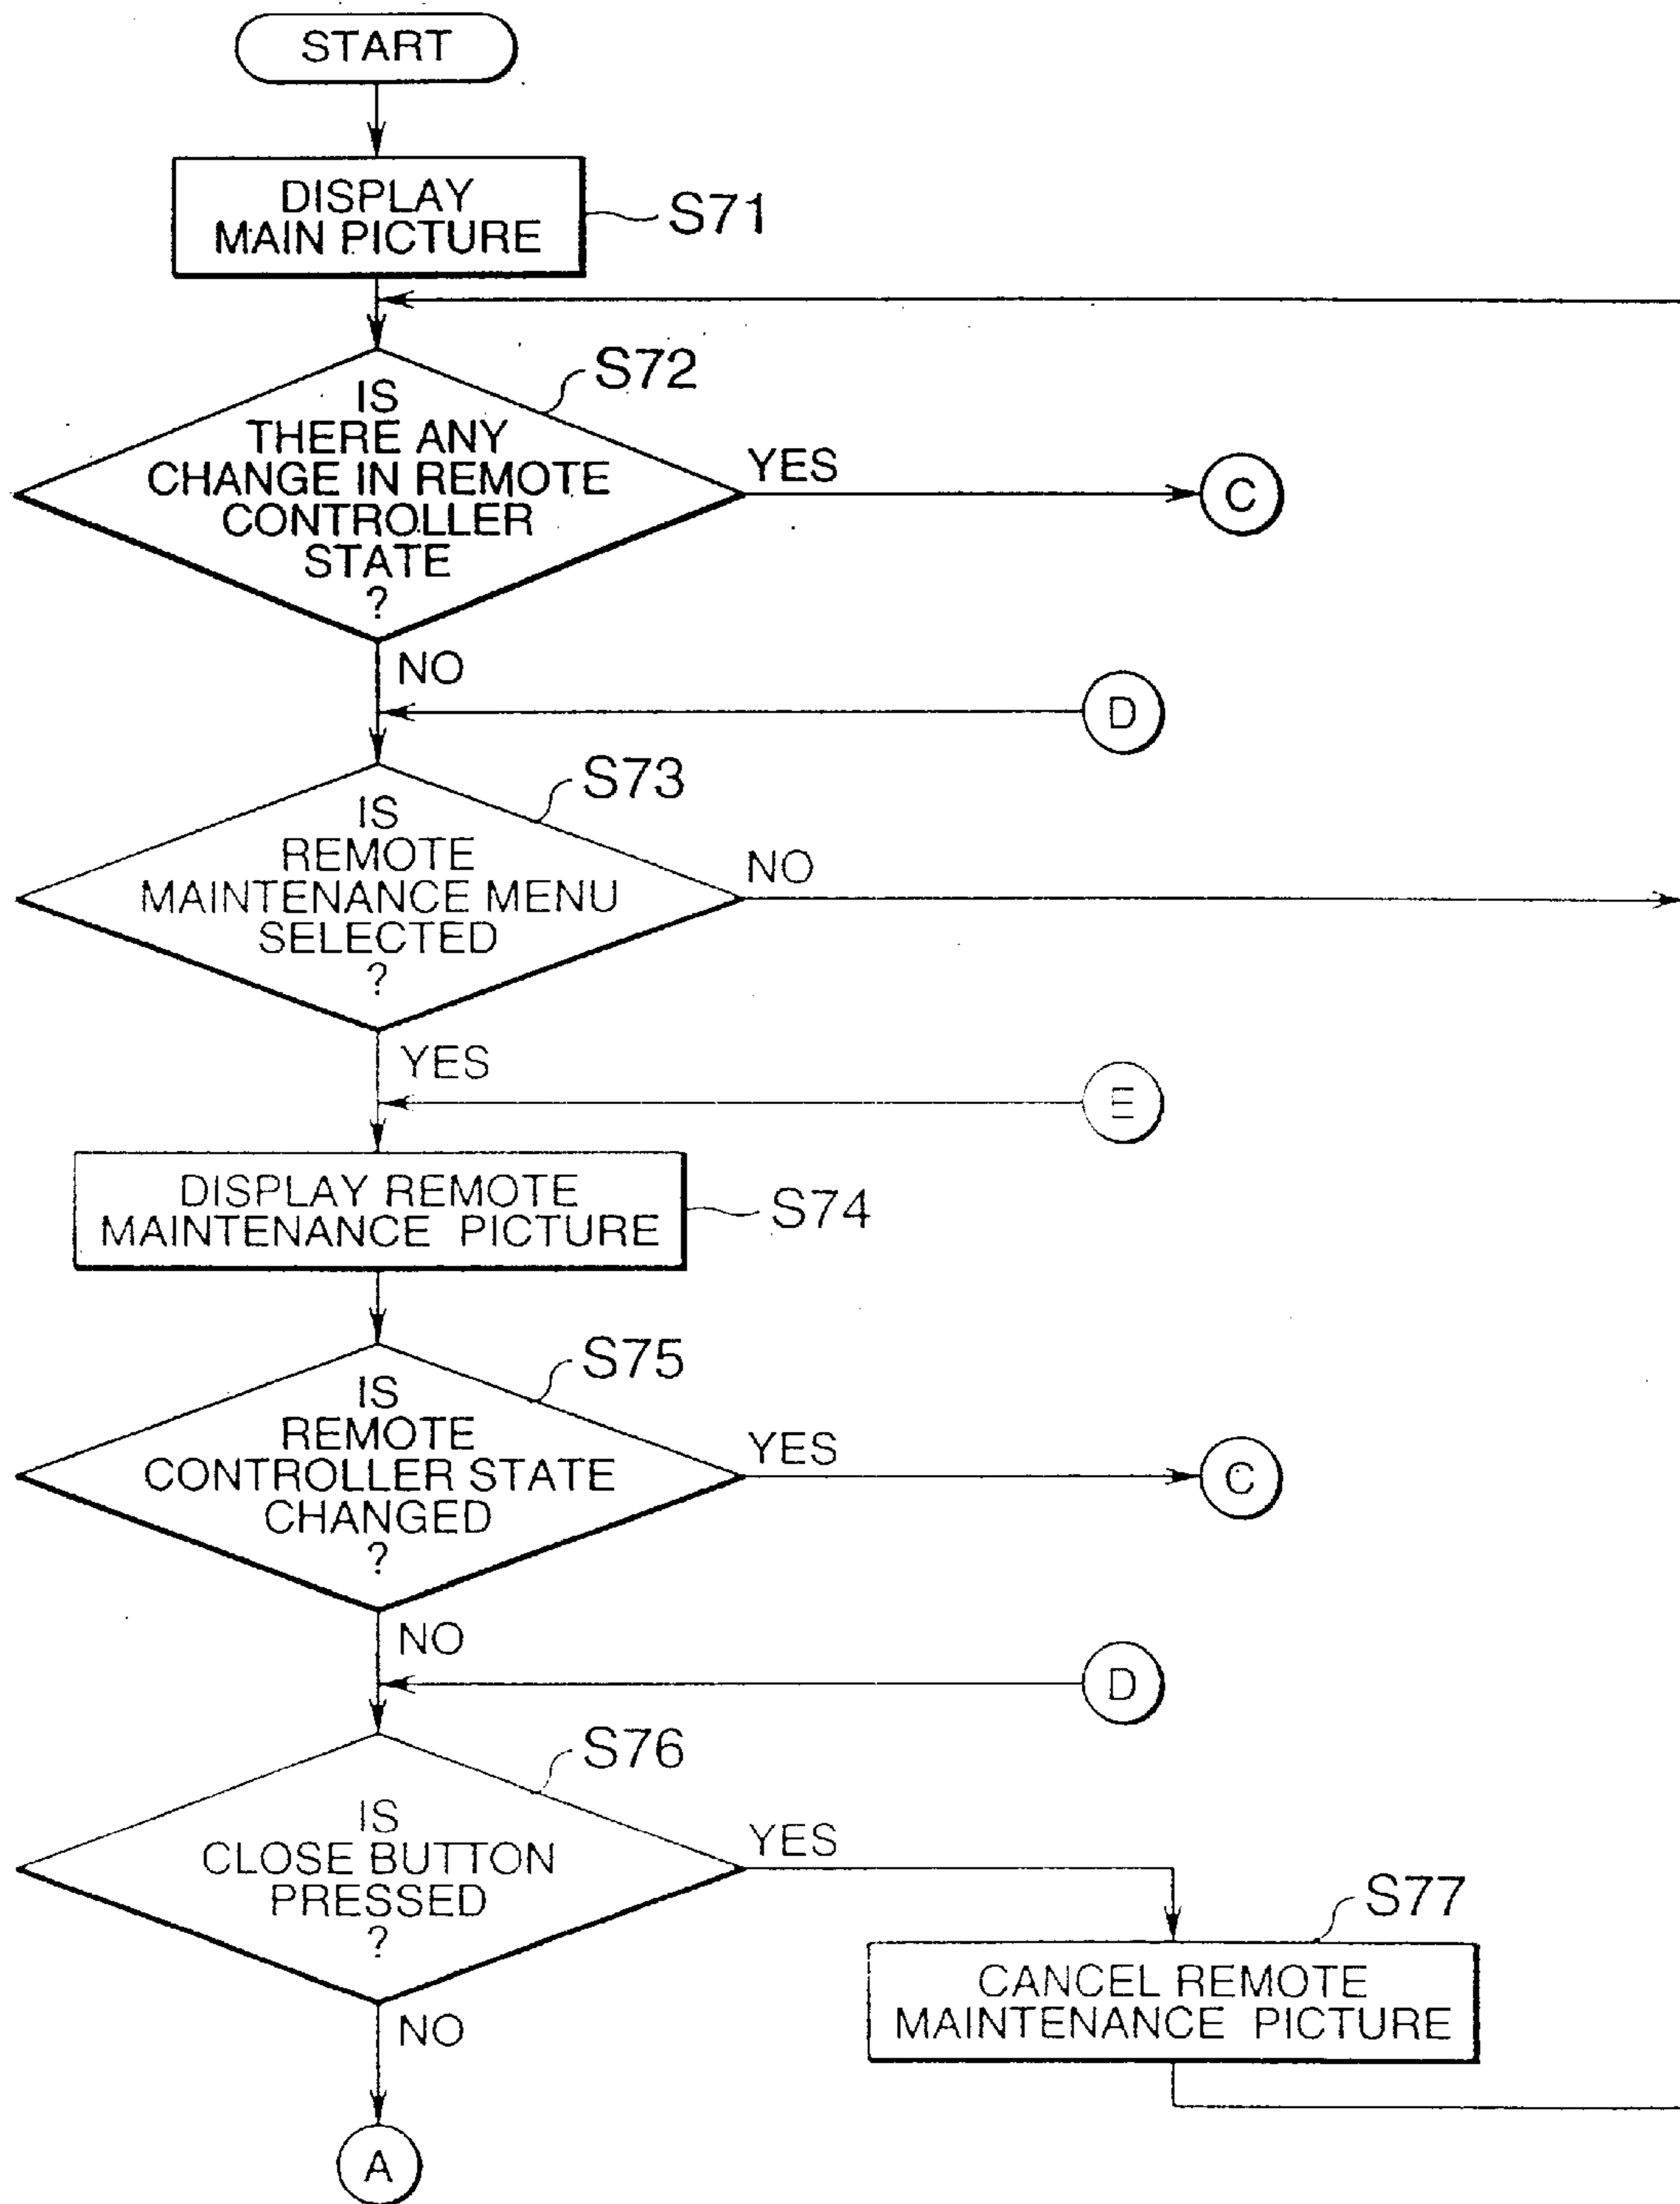 START
DISPLAY
MAIN PICTURE
S71
S72
IS
THERE ANY
CHANGE IN REMOTE
CONTROLLER
STATE
?
YES
C
NO
D
S73
IS
REMOTE
MAINTENANCE MENU
SELECTED
?
NO
YES
E
DISPLAY REMOTE
MAINTENANCE PICTURE
S74
S75
IS
REMOTE
CONTROLLER STATE
CHANGED
?
YES
C
NO
D
S76
IS
CLOSE BUTTON
PRESSED
?
YES
S77
CANCEL REMOTE
MAINTENANCE PICTURE
NO
A